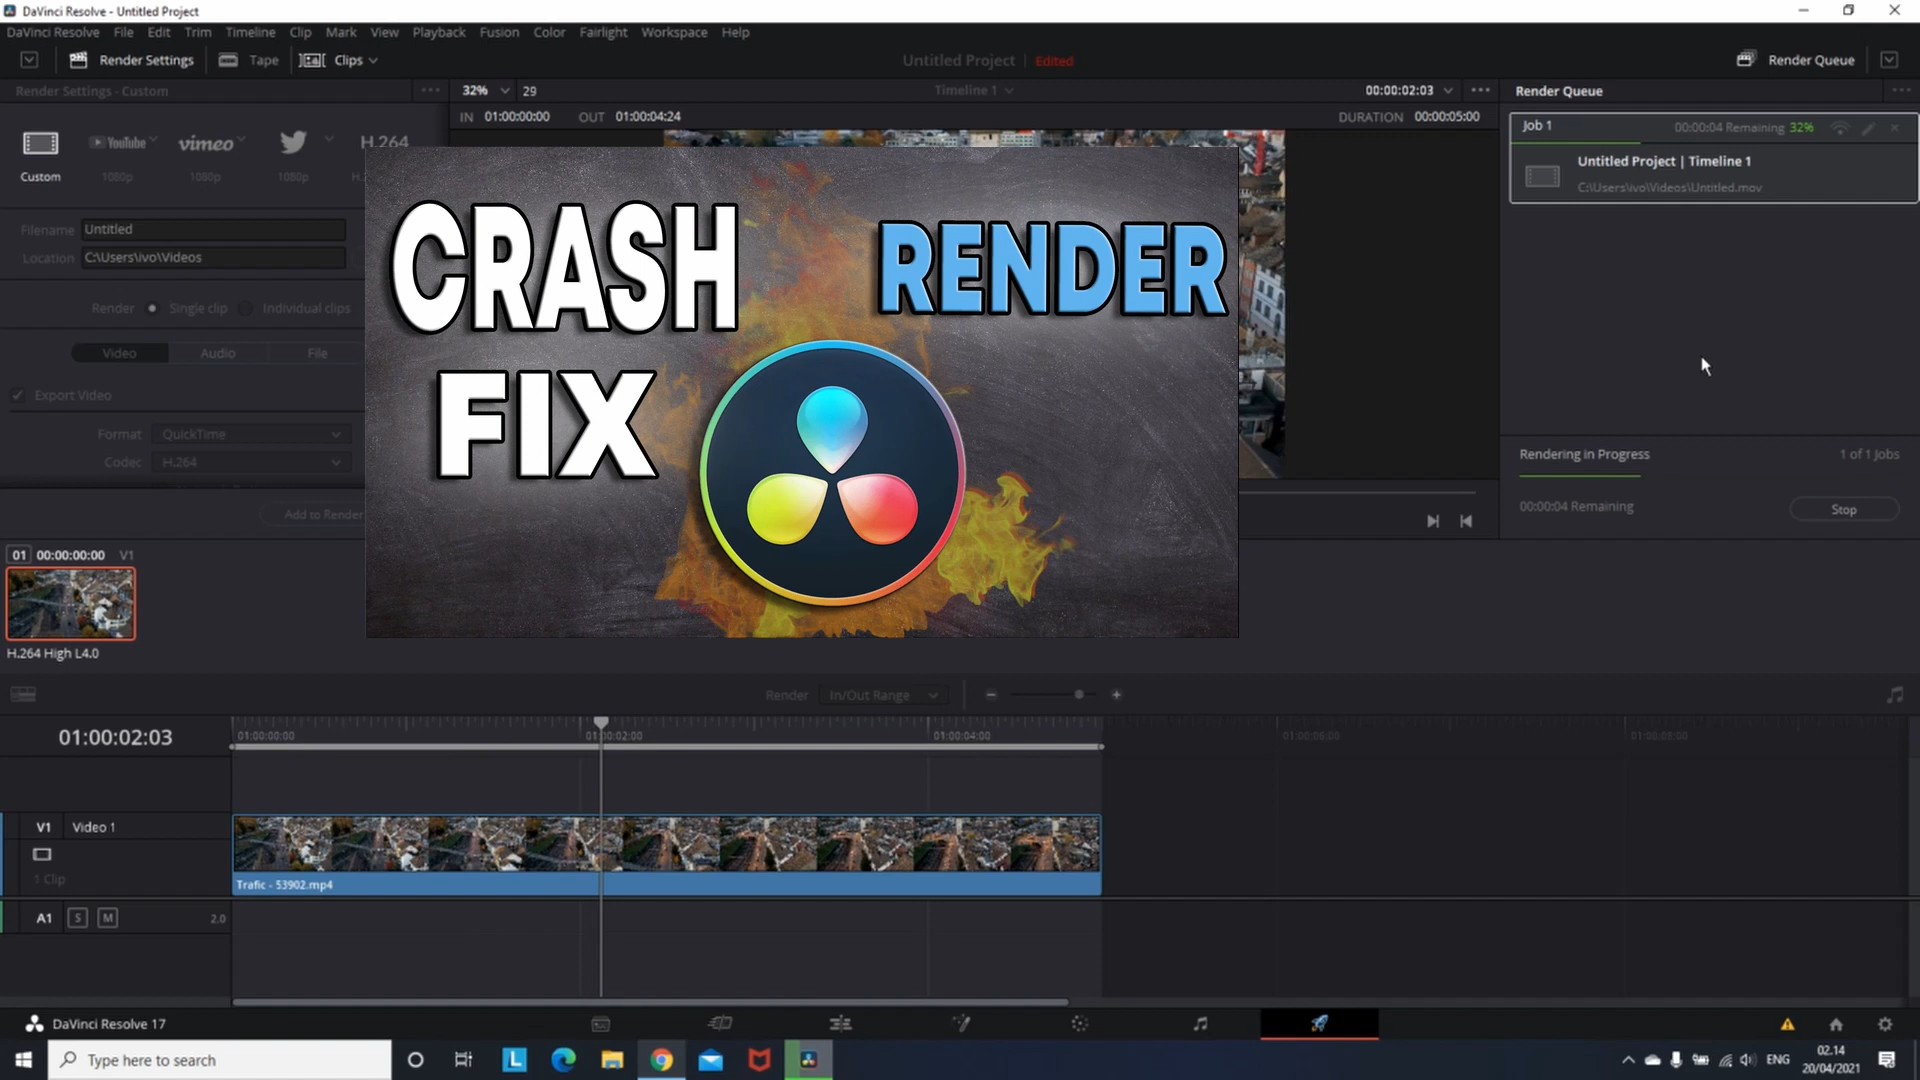 DaVinci Resolve - Untitled Project
DaVinci Resolve File Edit Trim Timeline Clip Mark View Playback Fusion Color Fairlight Workspace Help
Render Settings Tape Clips Untitled Project Edited Render Queue
Render Settings - Custom 32% 29 Timeline 1 00:00:02:03 Render Queue
IN 01:00:00:00 OUT 01:00:04:24 DURATION 00:00:05:00
Job 1 00:00:04 Remaining 32%
YouTube vimeo H.264
Custom 1080p 1080p 1080p
Untitled Project | Timeline 1
C:\Users\ivo\Videos\Untitled.mov
CRASH RENDER
FIX
Filename Untitled
Location C:\Users\ivo\Videos
Render Single clip Individual clips
Video Audio File
Export Video
Format QuickTime
Codec H.264
Add to Render
Rendering in Progress 1 of 1 Jobs
00:00:04 Remaining Stop
01 00:00:00:00 V1
H.264 High L4.0
Render In/Out Range
01:00:02:03 01:00:00:00 01:00:02:00 01:00:04:00 01:00:06:00 01:00:08:00
V1 Video 1
1 Clip
Trafic - 53902.mp4
A1 S M 2.0
DaVinci Resolve 17
Type here to search
L
ENG 02.14
20/04/2021